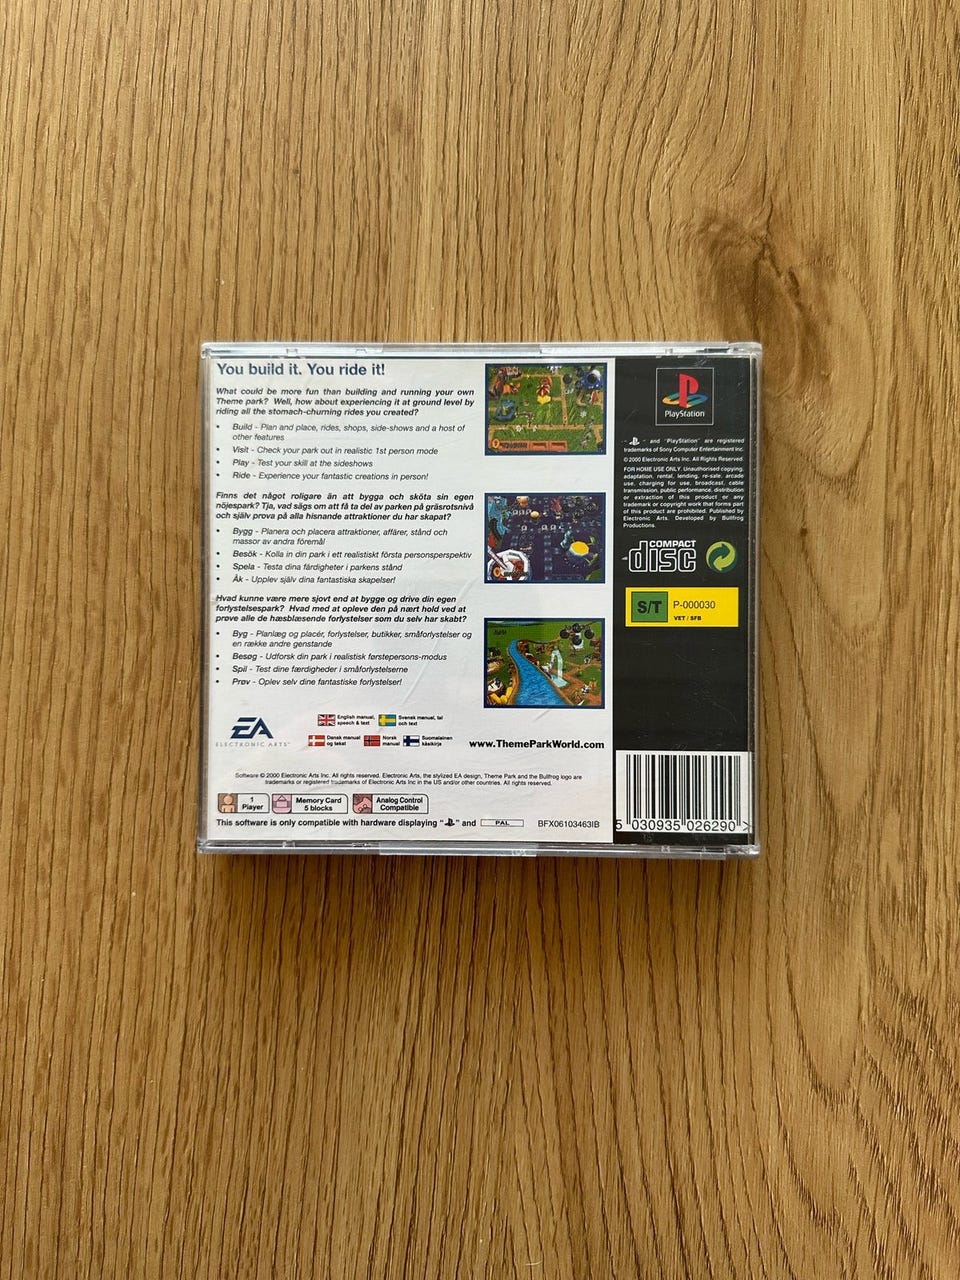 You build it. You ride it!
What could be more fun than building and running your own
Theme park? Well, how about experiencing it at ground level by
riding all the stomach-churning rides you created?
• Build - Plan and place, rides, shops, side-shows and a host of
other features
• Visit - Check your park out in realistic 1st person mode
• Play - Test your skill at the sideshows
• Ride - Experience your fantastic creations in person!
Finns det något roligare än att bygga och sköta sin egen
nöjespark? Tja, vad sägs om att få ta del av parken på gräsrotsnivå
och själv prova på alla hisnande attraktioner du har skapat?
• Bygg - Planera och placera attraktioner, affärer, stånd och
massor av andra föremål
• Besök - Kolla in din park i ett realistiskt första personsperspektiv
• Spela - Testa dina färdigheter i parkens stånd
• Åk - Upplev själv dina fantastiska skapelser!
Hvad kunne være mere sjovt end at bygge og drive din egen
forlystelsespark? Hvad med at opleve den på nært hold ved at
prøve alle de hæsblæsende forlystelser som du selv har skabt?
• Byg - Planlæg og placér, forlystelser, butikker, småforlystelser og
en række andre genstande
• Besøg - Udforsk din park i realistisk førstepersons-modus
• Spil - Test dine færdigheder i småforlystelserne
• Prøv - Oplev selv dine fantastiske forlystelser!
EA
ELECTRONIC ARTS™
English manual,
speech & text
Svensk manual, tal
och text
Dansk manual
og tekst
Norsk
manual
Suomalainen
käsikirja
www.ThemeParkWorld.com
Software © 2000 Electronic Arts Inc. All rights reserved. Electronic Arts, the stylized EA design, Theme Park and the Bullfrog logo are
trademarks or registered trademarks of Electronic Arts Inc in the US and/or other countries. All rights reserved.
1
Player
Memory Card
5 blocks
Analog Control
Compatible
This software is only compatible with hardware displaying " " and PAL
BFX06103463IB
PlayStation
" " and "PlayStation" are registered
trademarks of Sony Computer Entertainment Inc.
© 2000 Electronic Arts Inc. All Rights Reserved.
FOR HOME USE ONLY. Unauthorised copying,
adaptation, rental, lending, re-sale, arcade
use, charging for use, broadcast, cable
transmission, public performance, distribution
or extraction of this product or any
trademark or copyright work that forms part
of this product are prohibited. Published by
Electronic Arts. Developed by Bullfrog
Productions.
COMPACT
disc
S/T
P-000030
VET / SFB
5 030935 026290 >